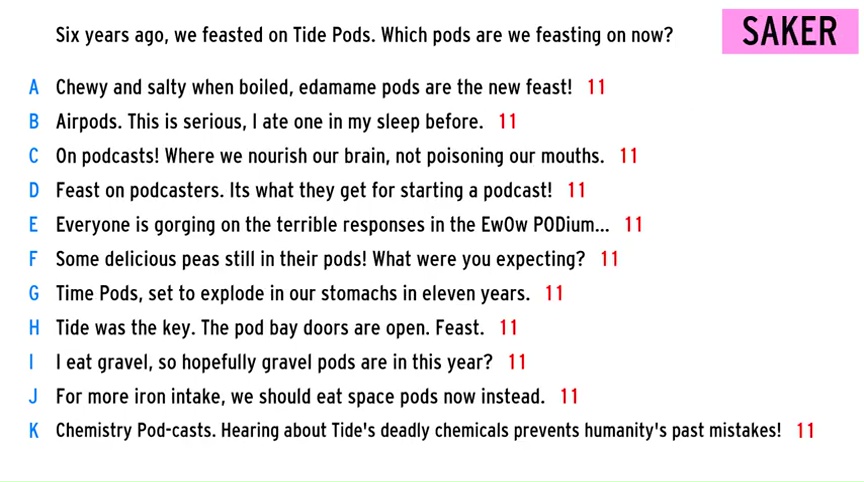 Six years ago, we feasted on Tide Pods. Which pods are we feasting on now?
SAKER
A Chewy and salty when boiled, edamame pods are the new feast! 11
B Airpods. This is serious, I ate one in my sleep before. 11
C On podcasts! Where we nourish our brain, not poisoning our mouths. 11
D Feast on podcasters. Its what they get for starting a podcast! 11
E Everyone is gorging on the terrible responses in the EwOw PODium... 11
F Some delicious peas still in their pods! What were you expecting? 11
G Time Pods, set to explode in our stomachs in eleven years. 11
H Tide was the key. The pod bay doors are open. Feast. 11
I I eat gravel, so hopefully gravel pods are in this year? 11
J For more iron intake, we should eat space pods now instead. 11
K Chemistry Pod-casts. Hearing about Tide's deadly chemicals prevents humanity's past mistakes! 11